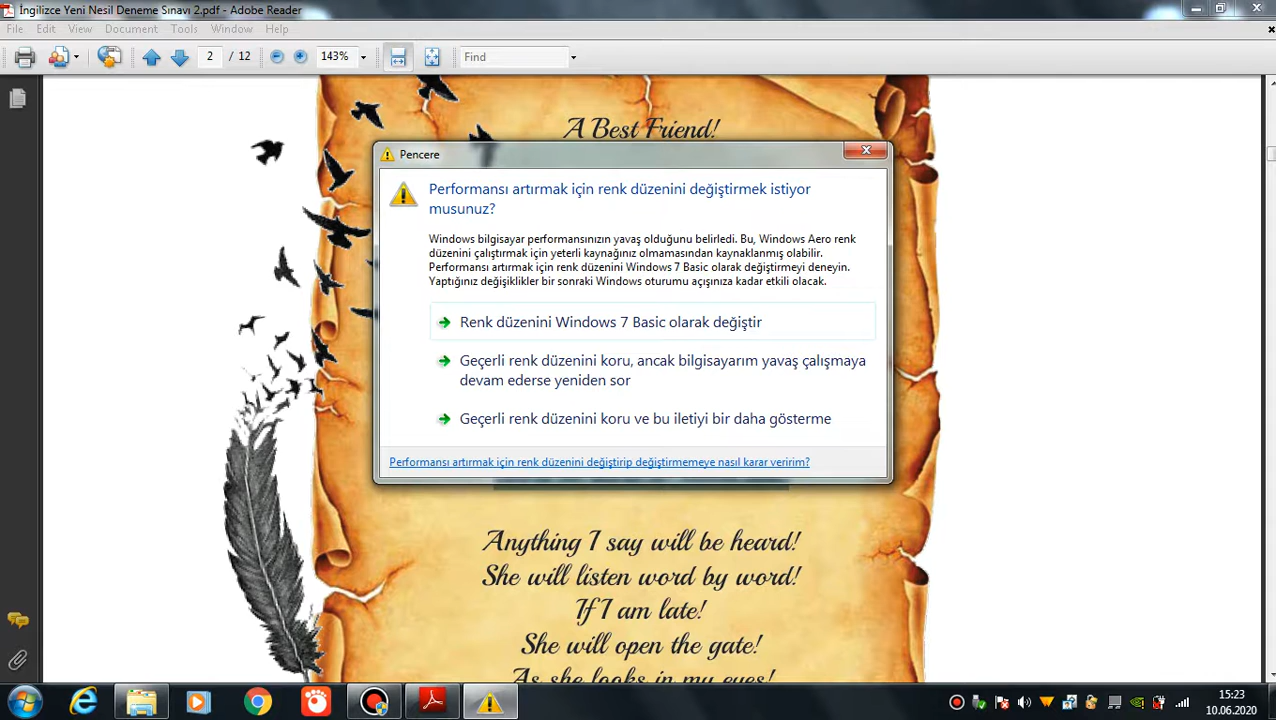 İngilizce Yeni Nesil Deneme Sınavı 2.pdf - Adobe Reader
File Edit View Document Tools Window Help
2 / 12 143% Find
A Best Friend!
Pencere
Performansı artırmak için renk düzenini değiştirmek istiyor
musunuz?
Windows bilgisayar performansınızın yavaş olduğunu belirledi. Bu, Windows Aero renk
düzenini çalıştırmak için yeterli kaynağınız olmamasından kaynaklanmış olabilir.
Performansı artırmak için renk düzenini Windows 7 Basic olarak değiştirmeyi deneyin.
Yaptığınız değişiklikler bir sonraki Windows oturumu açışınıza kadar etkili olacak.
Renk düzenini Windows 7 Basic olarak değiştir
Geçerli renk düzenini koru, ancak bilgisayarım yavaş çalışmaya
devam ederse yeniden sor
Geçerli renk düzenini koru ve bu iletiyi bir daha gösterme
Performansı artırmak için renk düzenini değiştirip değiştirmemeye nasıl karar veririm?
Anything I say will be heard!
She will listen word by word!
If I am late!
She will open the gate!
As she looks in my eyes!
15:23
10.06.2020